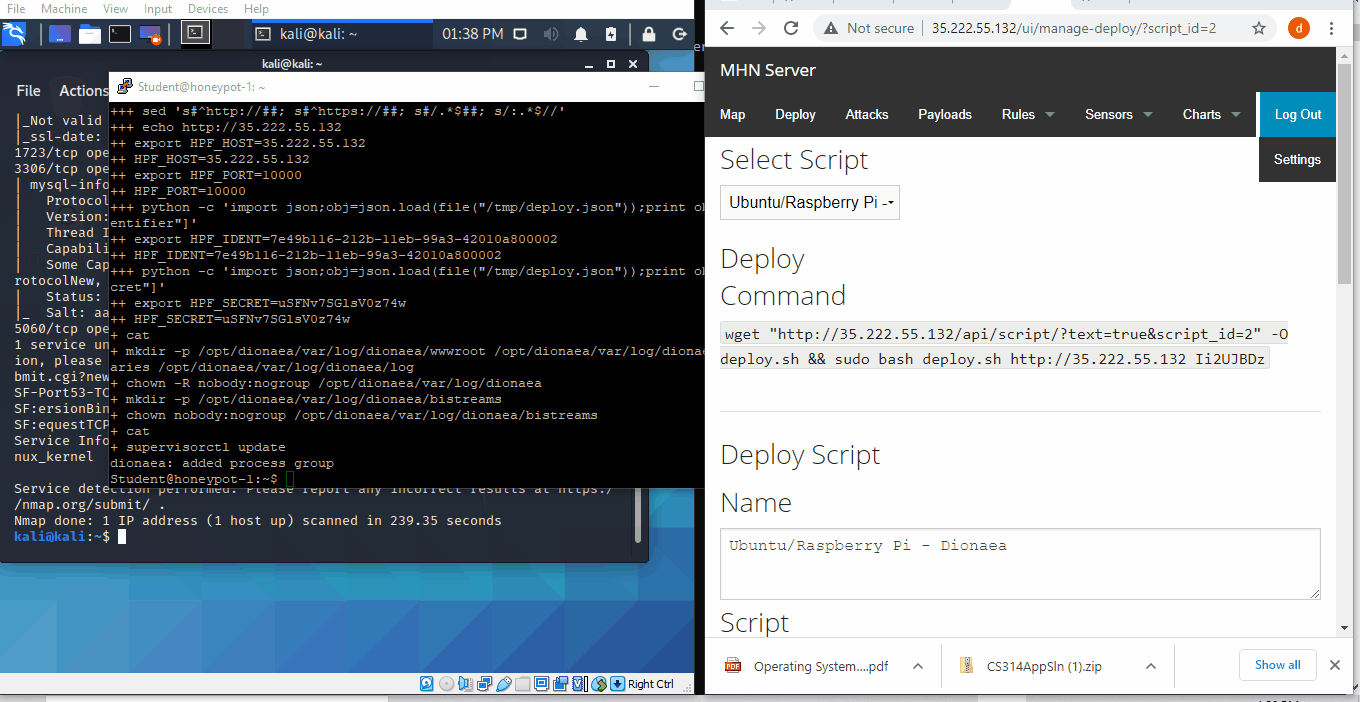 File Machine View Input Devices Help
kali@kali: ~ 01:38 PM
kali@kali: ~
File Actions
|_Not valid
|_ssl-date:
1723/tcp ope
3306/tcp ope
| mysql-info
| Protocol
| Version:
| Thread I
| Capabili
| Some Cap
rotocolNew,
| Status:
|_ Salt: aa
5060/tcp ope
1 service un
ion, please
bmit.cgi?new
SF-Port53-TC
SF:ersionBin
SF:equestTCP
Service Info
nux_kernel
Service detection performed. Please report any incorrect results at https:/
/nmap.org/submit/ .
Nmap done: 1 IP address (1 host up) scanned in 239.35 seconds
kali@kali:~$
Student@honeypot-1: ~
+++ sed 's#^http://##; s#^https://##; s#/.*$##; s/:.*$//'
+++ echo http://35.222.55.132
++ export HPF_HOST=35.222.55.132
++ HPF_HOST=35.222.55.132
++ export HPF_PORT=10000
++ HPF_PORT=10000
+++ python -c 'import json;obj=json.load(file("/tmp/deploy.json"));print ob
entifier"]'
++ export HPF_IDENT=7e49b116-212b-11eb-99a3-42010a800002
++ HPF_IDENT=7e49b116-212b-11eb-99a3-42010a800002
+++ python -c 'import json;obj=json.load(file("/tmp/deploy.json"));print ob
cret"]'
++ export HPF_SECRET=uSFNv7SGlsV0z74w
++ HPF_SECRET=uSFNv7SGlsV0z74w
+ cat
+ mkdir -p /opt/dionaea/var/log/dionaea/wwwroot /opt/dionaea/var/log/dionae
aries /opt/dionaea/var/log/dionaea/log
+ chown -R nobody:nogroup /opt/dionaea/var/log/dionaea
+ mkdir -p /opt/dionaea/var/log/dionaea/bistreams
+ chown nobody:nogroup /opt/dionaea/var/log/dionaea/bistreams
+ cat
+ supervisorctl update
dionaea: added process group
Student@honeypot-1:~$
Right Ctrl
Not secure | 35.222.55.132/ui/manage-deploy/?script_id=2 d
MHN Server
Map Deploy Attacks Payloads Rules Sensors Charts Log Out
Settings
Select Script
Ubuntu/Raspberry Pi -
Deploy
Command
wget "http://35.222.55.132/api/script/?text=true&script_id=2" -O
deploy.sh && sudo bash deploy.sh http://35.222.55.132 Ii2UJBDz
Deploy Script
Name
Ubuntu/Raspberry Pi - Dionaea
Script
PDF Operating System....pdf CS314AppSln (1).zip Show all